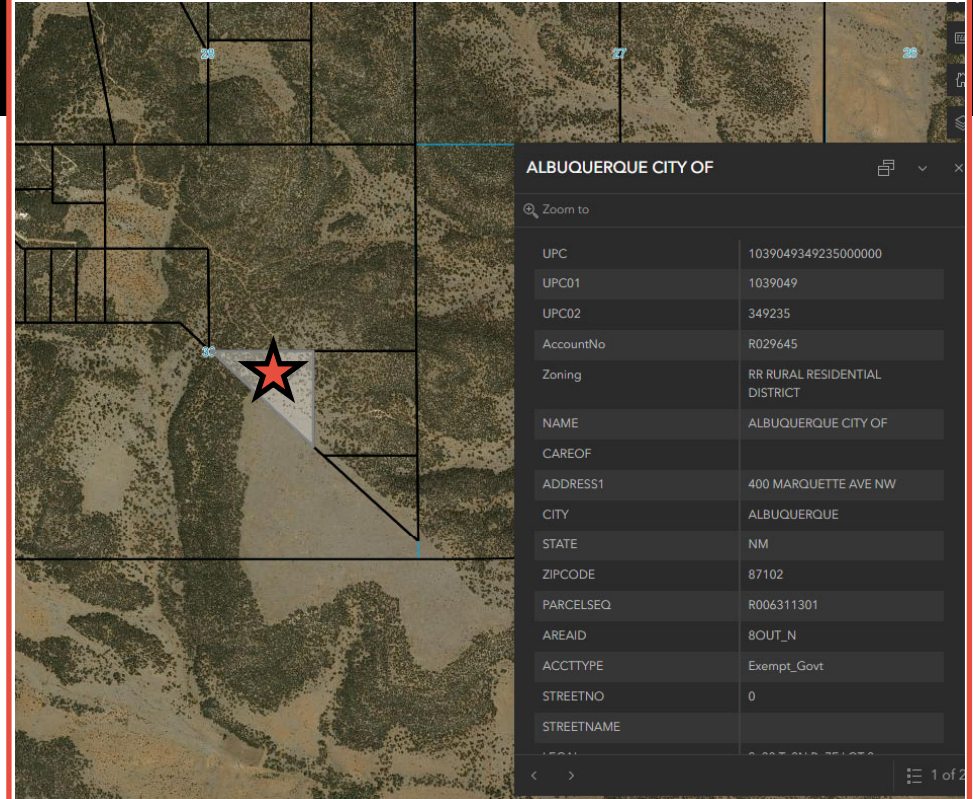 28
27
26
ALBUQUERQUE CITY OF
Zoom to
UPC 1039049349235000000
UPC01 1039049
UPC02 349235
AccountNo R029645
Zoning RR RURAL RESIDENTIAL
DISTRICT
NAME ALBUQUERQUE CITY OF
CAREOF
ADDRESS1 400 MARQUETTE AVE NW
CITY ALBUQUERQUE
STATE NM
ZIPCODE 87102
PARCELSEQ R006311301
AREAID 8OUT_N
ACCTTYPE Exempt_Govt
STREETNO 0
STREETNAME
1 of 2